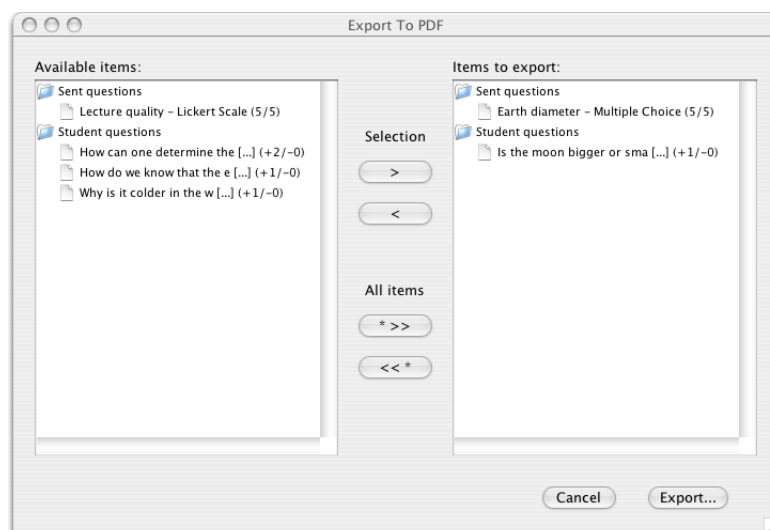 Export To PDF
Available items:
Sent questions
Lecture quality – Lickert Scale (5/5)
Student questions
How can one determine the [...] (+2/-0)
How do we know that the e [...] (+1/-0)
Why is it colder in the w [...] (+1/-0)
Selection
>
<
All items
* >>
<< *
Items to export:
Sent questions
Earth diameter – Multiple Choice (5/5)
Student questions
Is the moon bigger or sma [...] (+1/-0)
Cancel
Export...